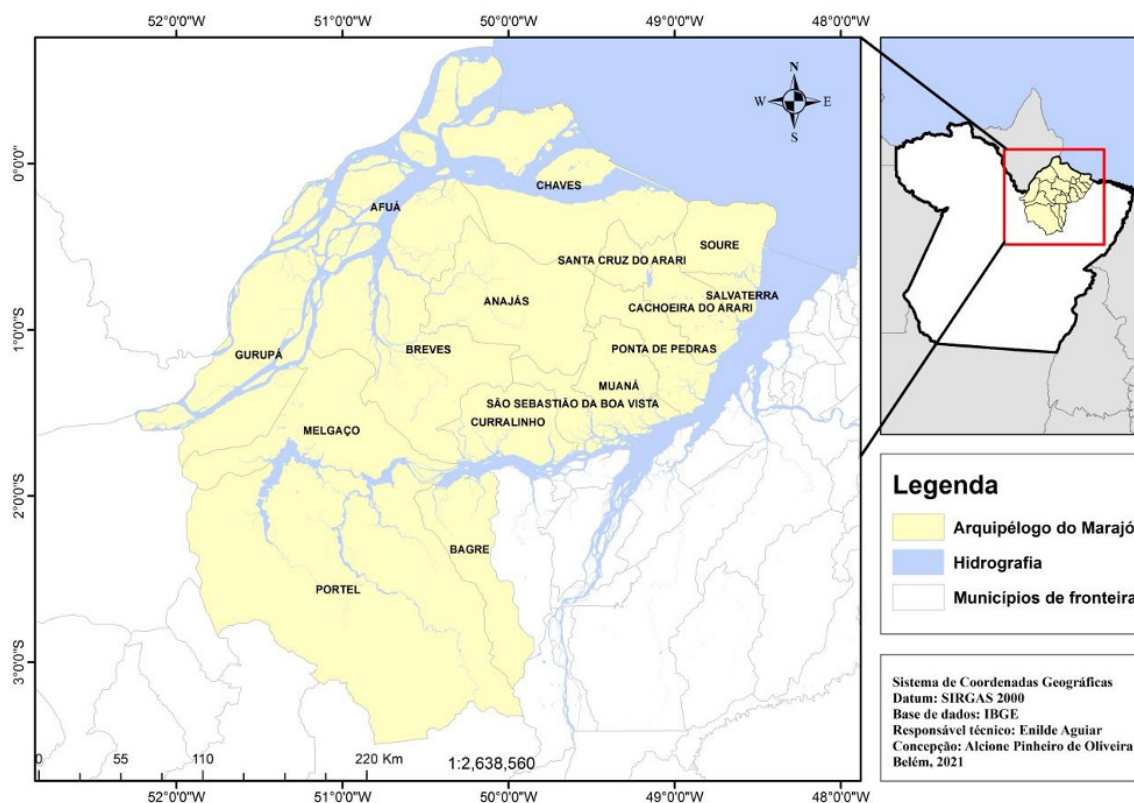 52°0'0"W 51°0'0"W 50°0'0"W 49°0'0"W 48°0'0"W
N
W E
S
0°0'0"
1°0'0"S
2°0'0"S
3°0'0"S
CHAVES
AFUÁ
SOURE
SANTA CRUZ DO ARARI
ANAJÁS
SALVATERRA
CACHOEIRA DO ARARI
GURUPÁ
BREVES
PONTA DE PEDRAS
MUANÁ
SÃO SEBASTIÃO DA BOA VISTA
CURRALINHO
MELGAÇO
BAGRE
PORTEL
0 55 110 220 Km
1:2,638,560
52°0'0"W 51°0'0"W 50°0'0"W 49°0'0"W 48°0'0"W
Legenda
Arquipélogo do Marajó
Hidrografia
Municípios de fronteira
Sistema de Coordenadas Geográficas
Datum: SIRGAS 2000
Base de dados: IBGE
Responsável técnico: Enilde Aguiar
Concepção: Alcione Pinheiro de Oliveira
Belém, 2021